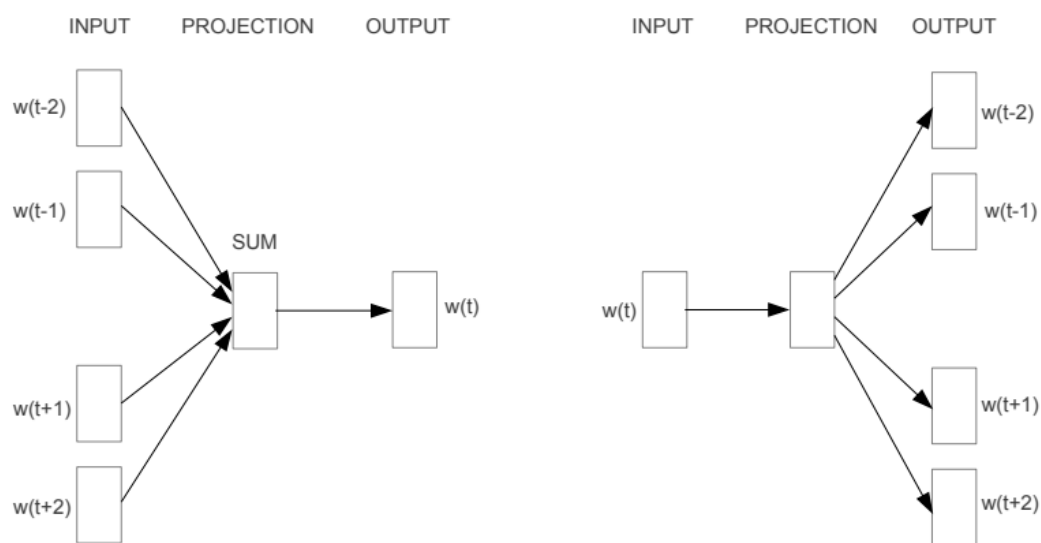 INPUT PROJECTION OUTPUT
w(t-2)
w(t-1)
SUM
w(t)
w(t+1)
w(t+2)
INPUT PROJECTION OUTPUT
w(t-2)
w(t-1)
w(t)
w(t+1)
w(t+2)